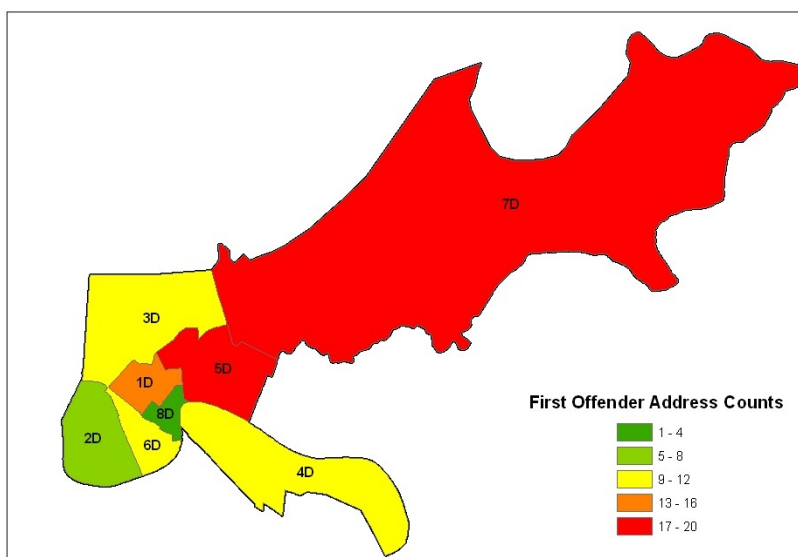 7D
3D
5D
1D
8D
2D
6D
4D
First Offender Address Counts
1 - 4
5 - 8
9 - 12
13 - 16
17 - 20